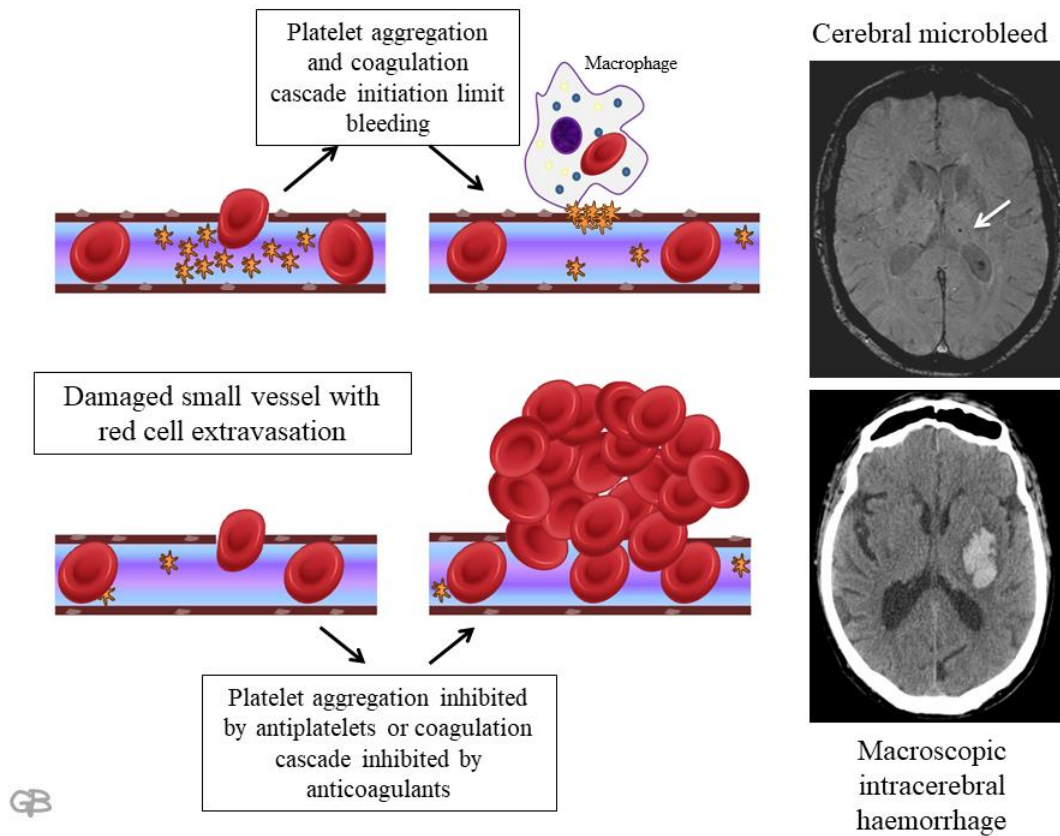 Platelet aggregation
and coagulation
cascade initiation limit
bleeding
Macrophage
Cerebral microbleed
Damaged small vessel with
red cell extravasation
Platelet aggregation inhibited
by antiplatelets or coagulation
cascade inhibited by
anticoagulants
Macroscopic
intracerebral
haemorrhage
GB